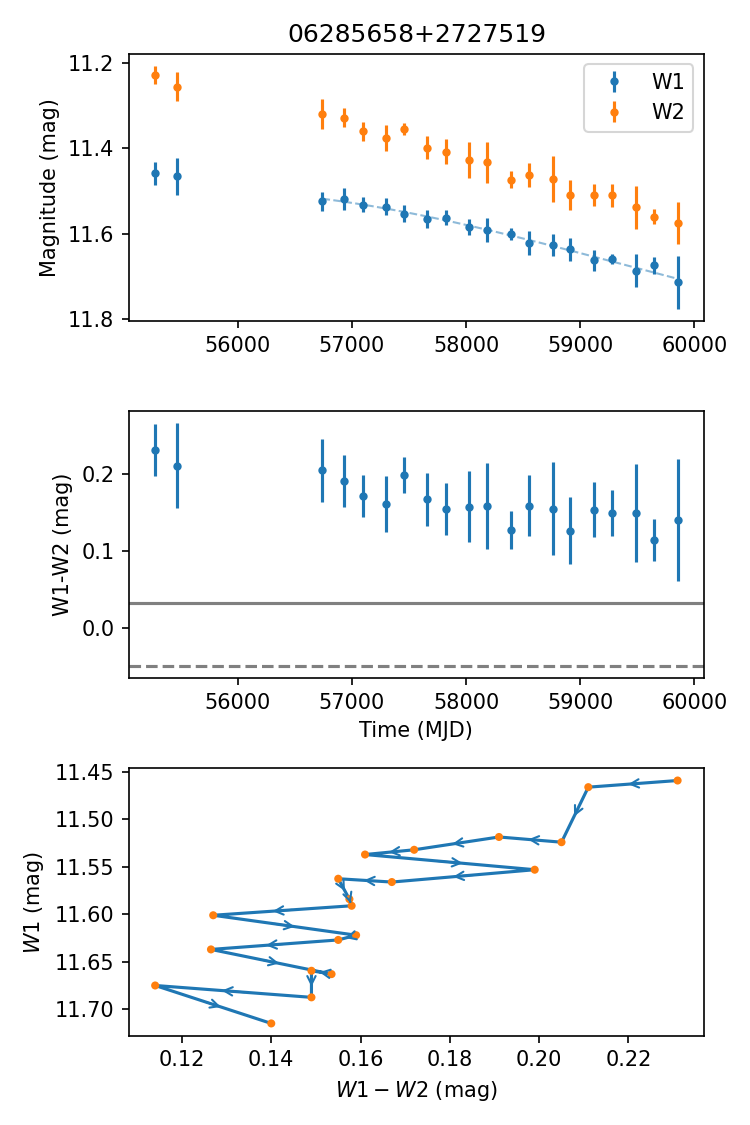 06285658+2727519
11.2
11.4
11.6
11.8
Magnitude (mag)
W1
W2
56000 57000 58000 59000 60000
0.2
0.1
0.0
W1-W2 (mag)
56000 57000 58000 59000 60000
Time (MJD)
11.45
11.50
11.55
11.60
11.65
11.70
W1 (mag)
0.12 0.14 0.16 0.18 0.20 0.22
W1 − W2 (mag)